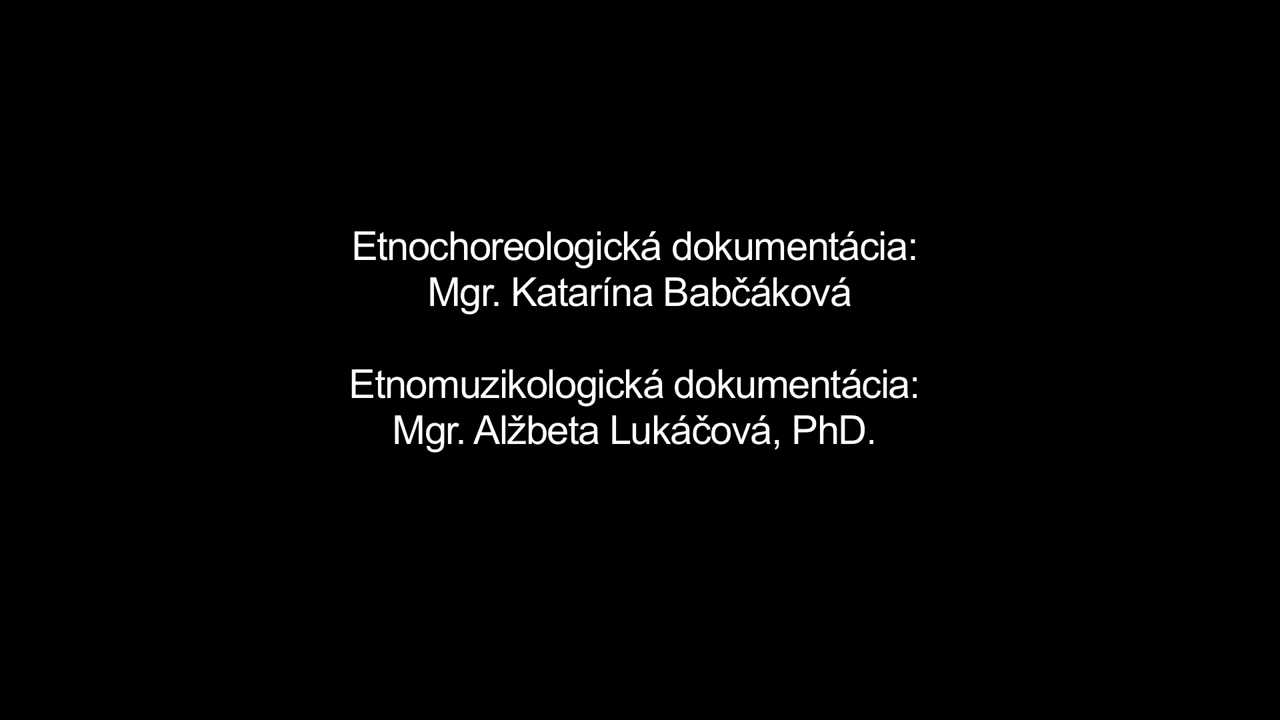 Etnochoreologická dokumentácia:
Mgr. Katarína Babčáková
Etnomuzikologická dokumentácia:
Mgr. Alžbeta Lukáčová, PhD.